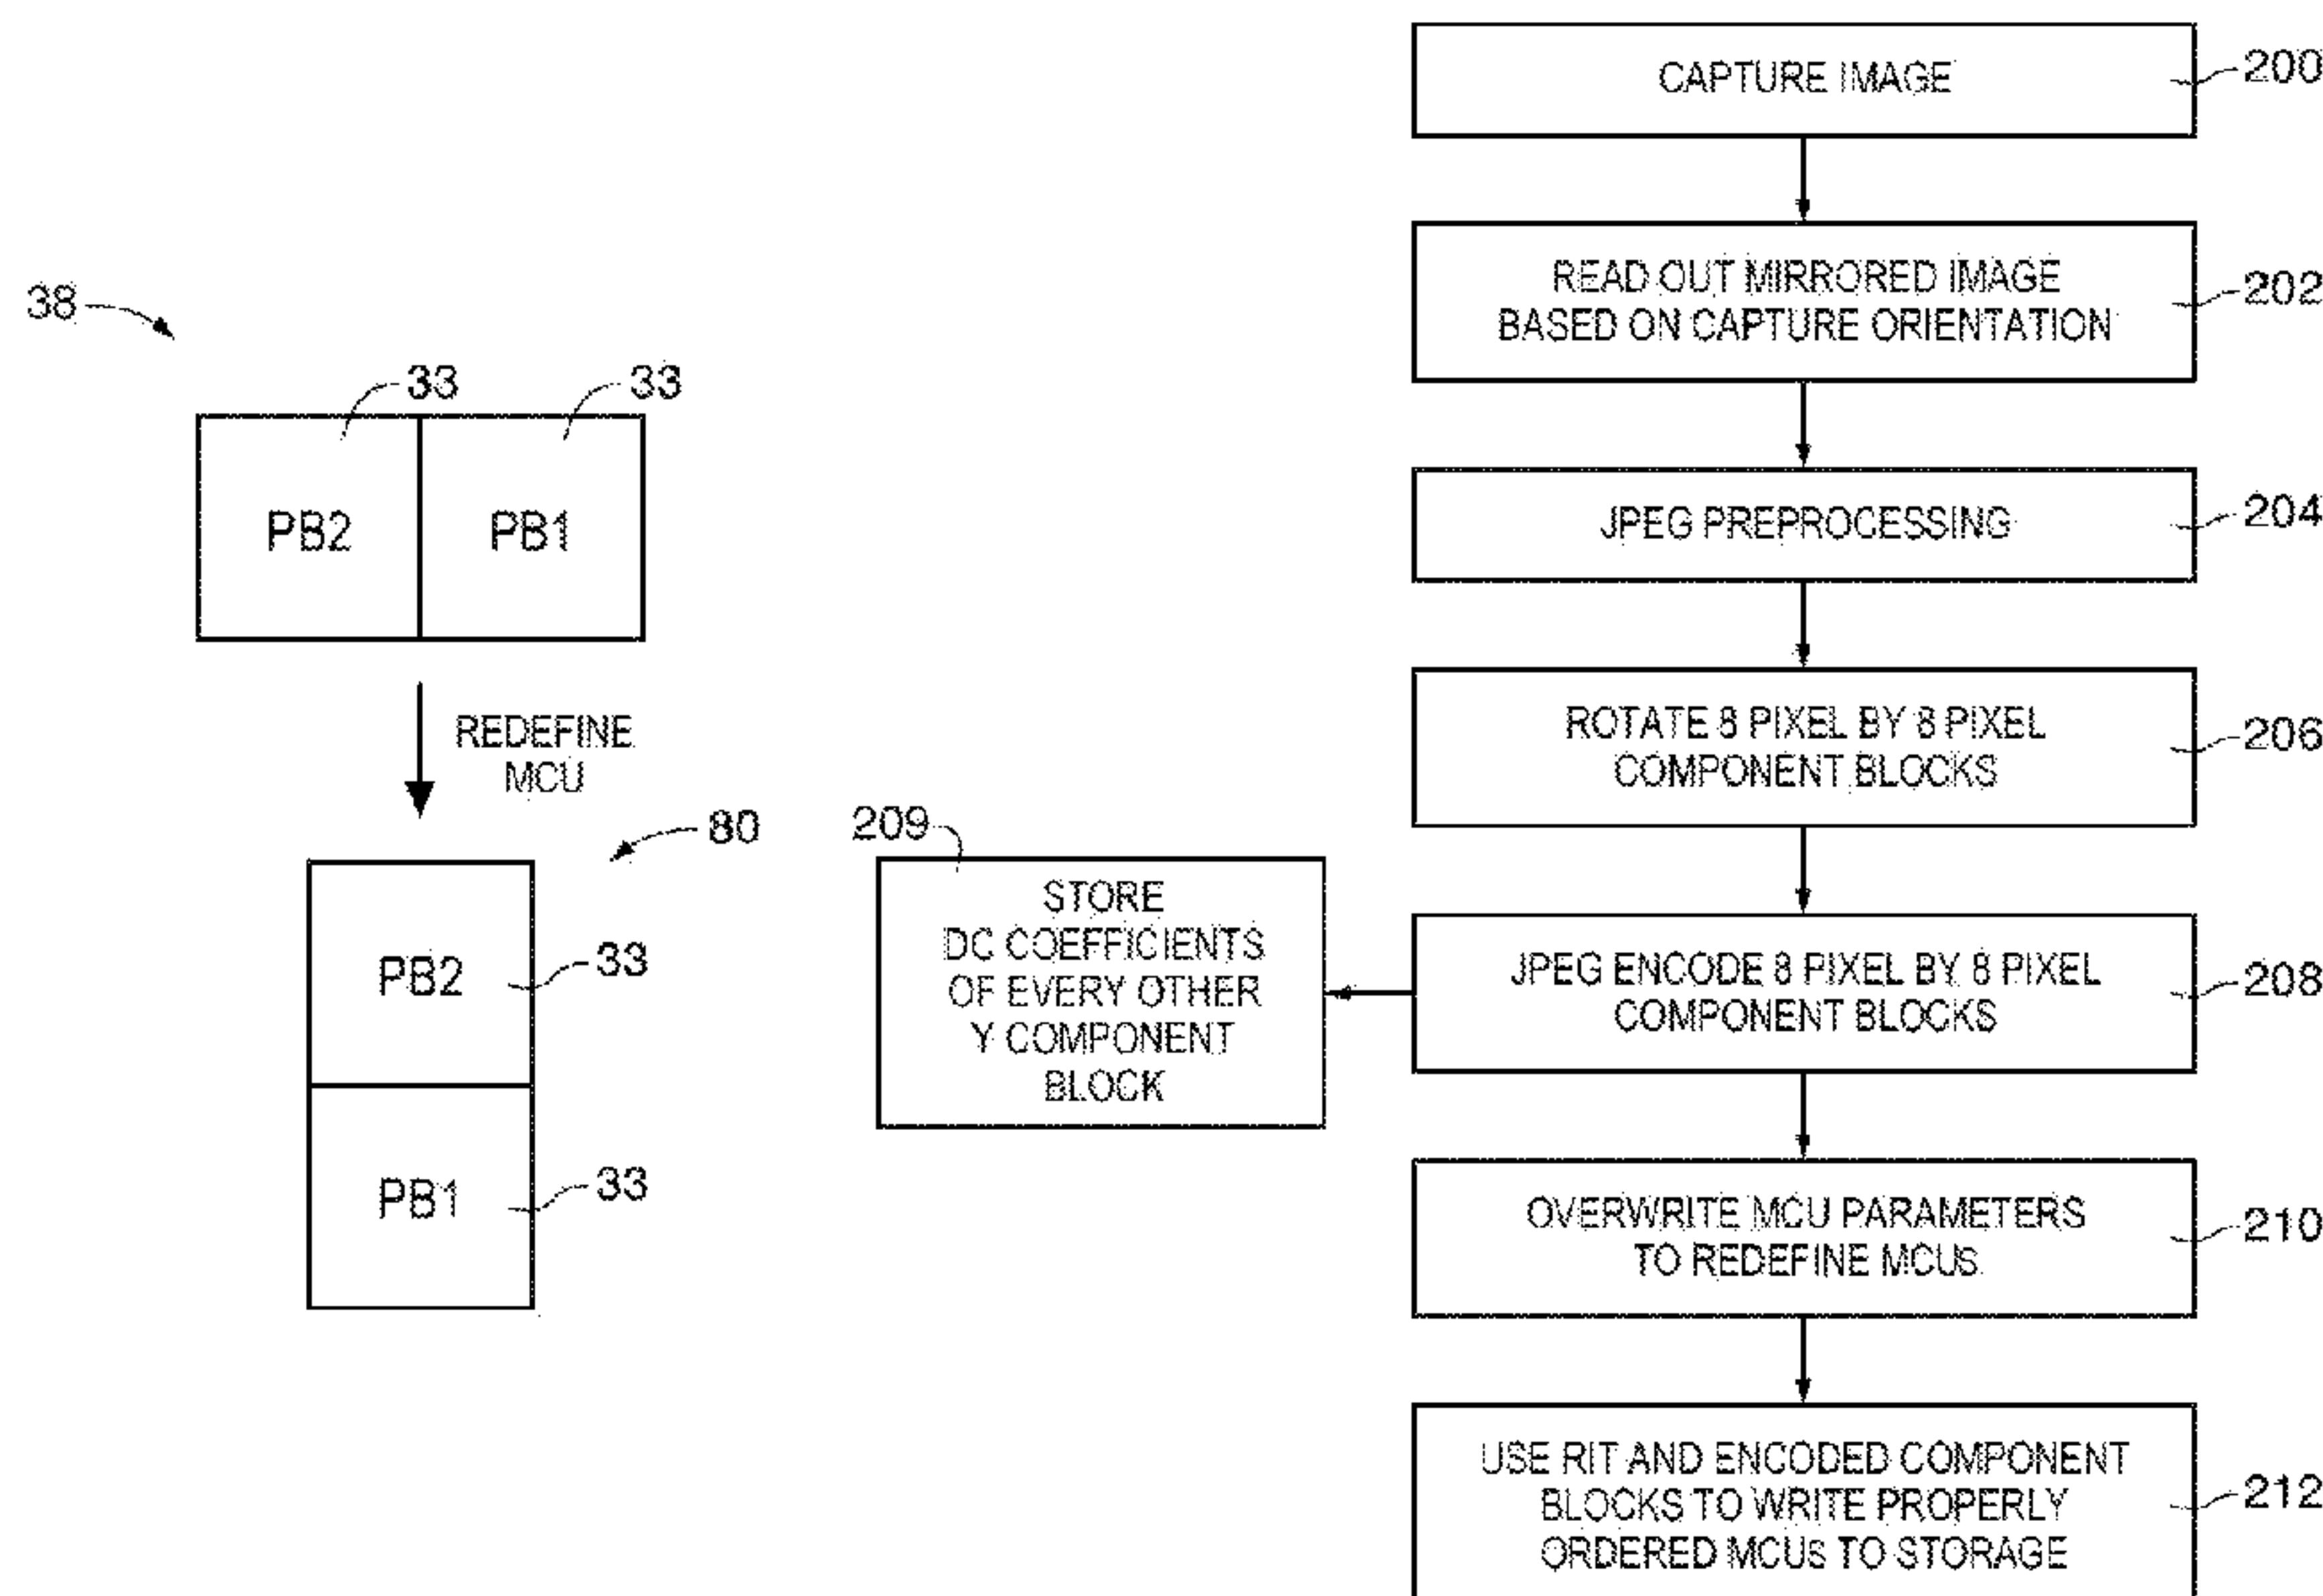 38
33
33
PB2
PB1
REDEFINE
MCU
80
PB2
33
PB1
33
CAPTURE IMAGE
200
READ OUT MIRRORED IMAGE
BASED ON CAPTURE ORIENTATION
202
JPEG PREPROCESSING
204
ROTATE 8 PIXEL BY 8 PIXEL
COMPONENT BLOCKS
206
209
STORE
DC COEFFICIENTS
OF EVERY OTHER
Y COMPONENT
BLOCK
JPEG ENCODE 8 PIXEL BY 8 PIXEL
COMPONENT BLOCKS
208
OVERWRITE MCU PARAMETERS
TO REDEFINE MCUs
210
USE RIT AND ENCODED COMPONENT
BLOCKS TO WRITE PROPERLY
ORDERED MCUs TO STORAGE
212